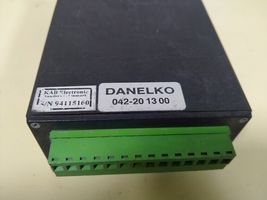 KAB Electronic
S/N 94115160
DANELKO
042-20 13 00